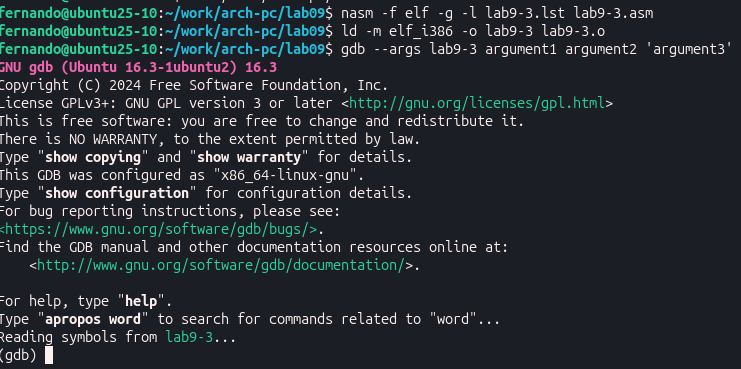 fernando@ubuntu25-10:~/work/arch-pc/lab09$ nasm -f elf -g -l lab9-3.lst lab9-3.asm
fernando@ubuntu25-10:~/work/arch-pc/lab09$ ld -m elf_i386 -o lab9-3 lab9-3.o
fernando@ubuntu25-10:~/work/arch-pc/lab09$ gdb --args lab9-3 argument1 argument2 'argument3'
GNU gdb (Ubuntu 16.3-1ubuntu2) 16.3
Copyright (C) 2024 Free Software Foundation, Inc.
License GPLv3+: GNU GPL version 3 or later <http://gnu.org/licenses/gpl.html>
This is free software: you are free to change and redistribute it.
There is NO WARRANTY, to the extent permitted by law.
Type "show copying" and "show warranty" for details.
This GDB was configured as "x86_64-linux-gnu".
Type "show configuration" for configuration details.
For bug reporting instructions, please see:
<https://www.gnu.org/software/gdb/bugs/>.
Find the GDB manual and other documentation resources online at:
    <http://www.gnu.org/software/gdb/documentation/>.

For help, type "help".
Type "apropos word" to search for commands related to "word"...
Reading symbols from lab9-3...
(gdb)